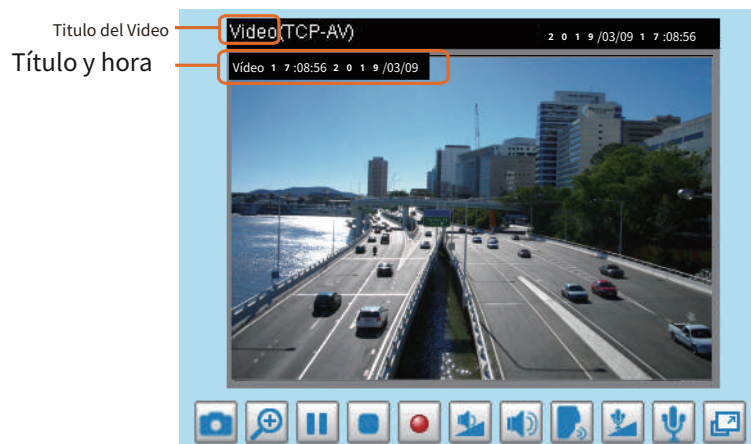 Titulo del Video
Video(TCP-AV) 2 0 1 9 /03/09 1 7 :08:56
Título y hora
Vídeo 1 7 :08:56 2 0 1 9 /03/09